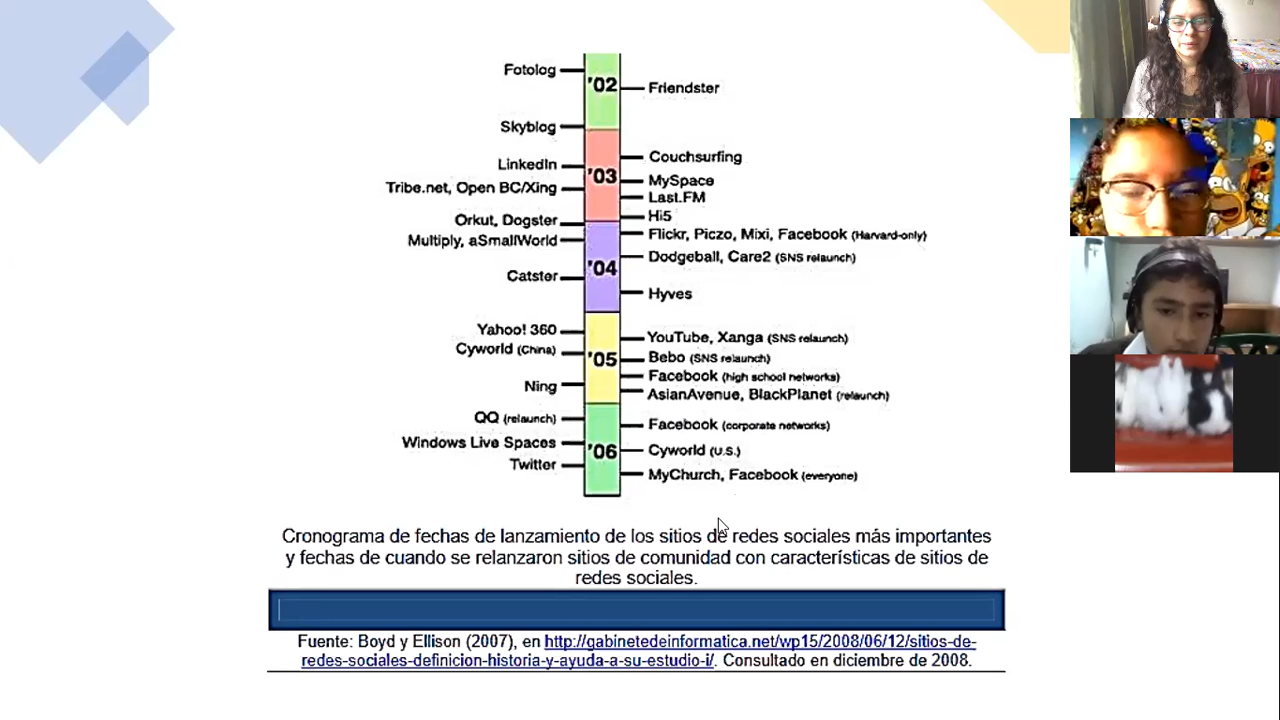 Fotolog
'02
Friendster
Skyblog
Couchsurfing
LinkedIn
'03
MySpace
Tribe.net, Open BC/Xing
Last.FM
Hi5
Orkut, Dogster
Flickr, Piczo, Mixi, Facebook (Harvard-only)
Multiply, aSmallWorld
Dodgeball, Care2 (SNS relaunch)
'04
Catster
Hyves
Yahoo! 360
YouTube, Xanga (SNS relaunch)
Cyworld (China)
'05
Bebo (SNS relaunch)
Facebook (high school networks)
Ning
AsianAvenue, BlackPlanet (relaunch)
QQ (relaunch)
Facebook (corporate networks)
Windows Live Spaces
'06
Cyworld (U.S.)
Twitter
MyChurch, Facebook (everyone)
Cronograma de fechas de lanzamiento de los sitios de redes sociales más importantes
y fechas de cuando se relanzaron sitios de comunidad con características de sitios de
redes sociales.
Fuente: Boyd y Ellison (2007), en http://gabinetedeinformatica.net/wp15/2008/06/12/sitios-de-
redes-sociales-definicion-historia-y-ayuda-a-su-estudio-i/. Consultado en diciembre de 2008.